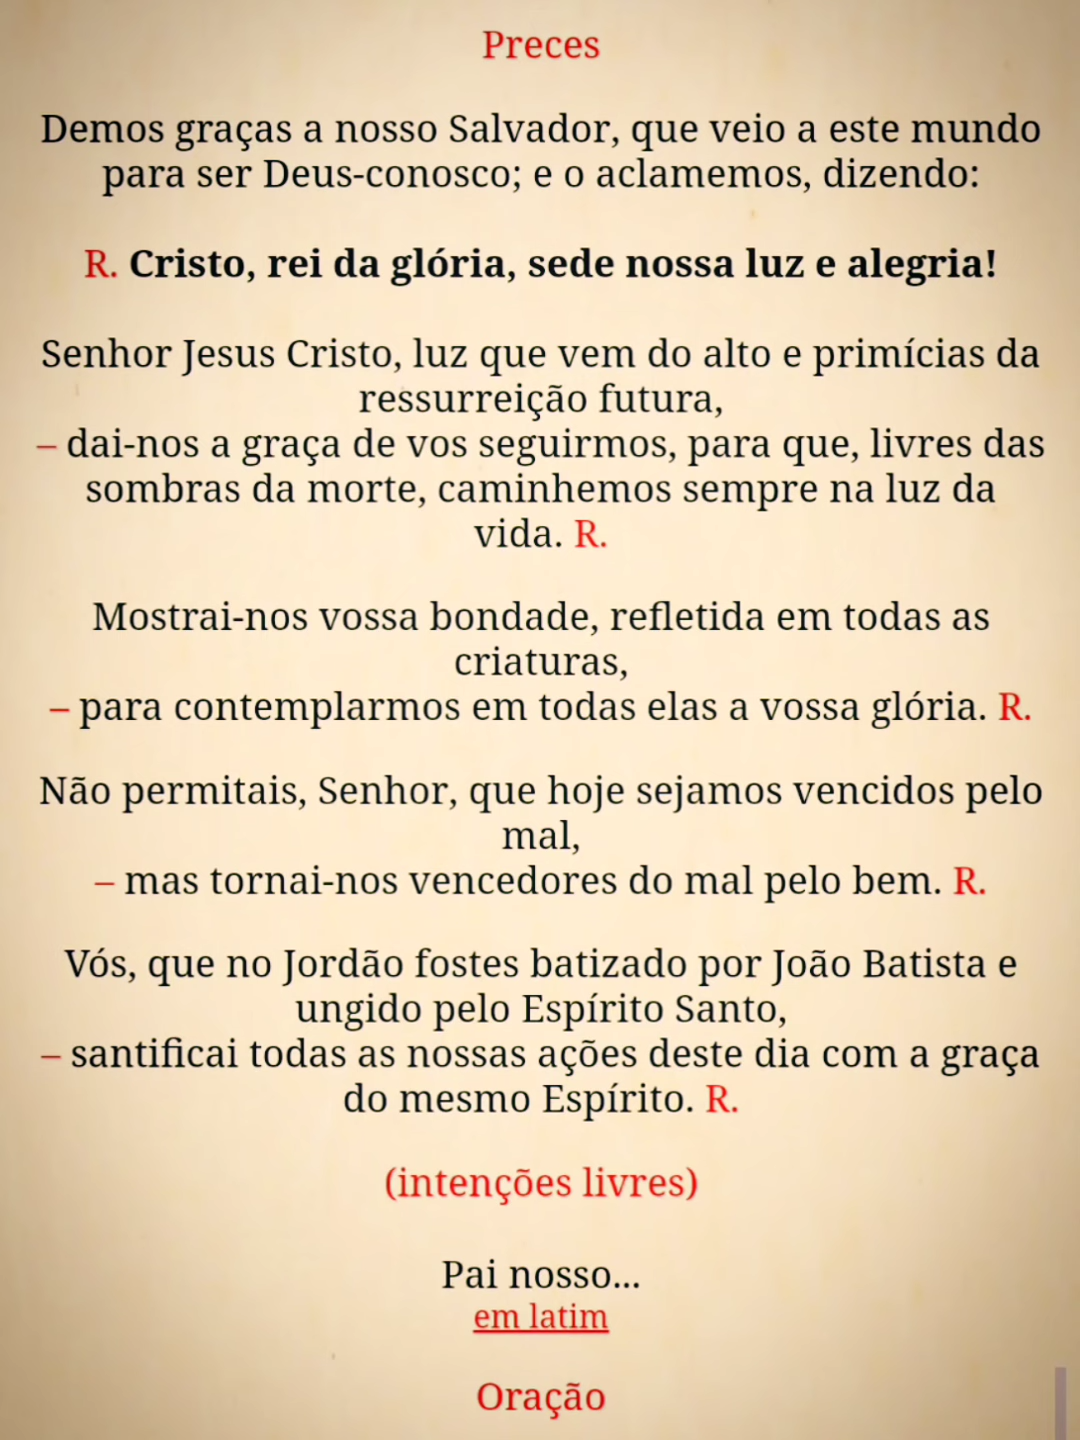 Preces
Demos graças a nosso Salvador, que veio a este mundo
para ser Deus-conosco; e o aclamemos, dizendo:
R. Cristo, rei da glória, sede nossa luz e alegria!
Senhor Jesus Cristo, luz que vem do alto e primícias da
ressurreição futura,
– dai-nos a graça de vos seguirmos, para que, livres das
sombras da morte, caminhemos sempre na luz da
vida. R.
Mostrai-nos vossa bondade, refletida em todas as
criaturas,
– para contemplarmos em todas elas a vossa glória. R.
Não permitais, Senhor, que hoje sejamos vencidos pelo
mal,
– mas tornai-nos vencedores do mal pelo bem. R.
Vós, que no Jordão fostes batizado por João Batista e
ungido pelo Espírito Santo,
– santificai todas as nossas ações deste dia com a graça
do mesmo Espírito. R.
(intenções livres)
Pai nosso...
em latim
Oração